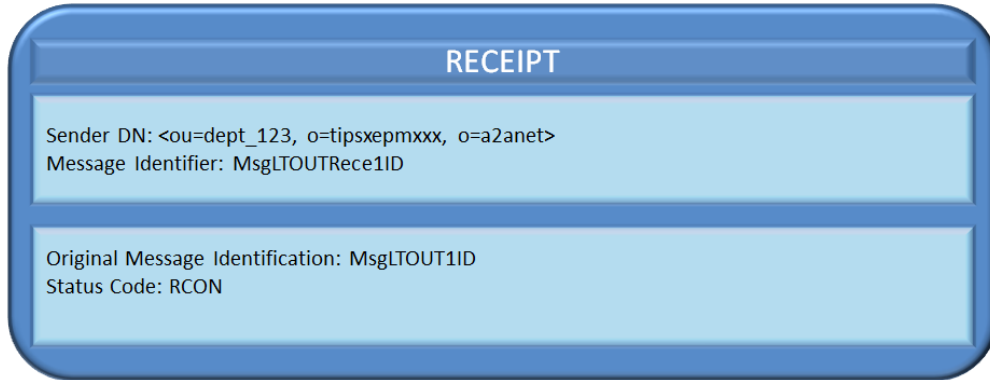 RECEIPT
Sender DN: <ou=dept_123, o=tipsxepmxxx, o=a2anet>
Message Identifier: MsgLTOUTRece1ID
Original Message Identification: MsgLTOUT1ID
Status Code: RCON